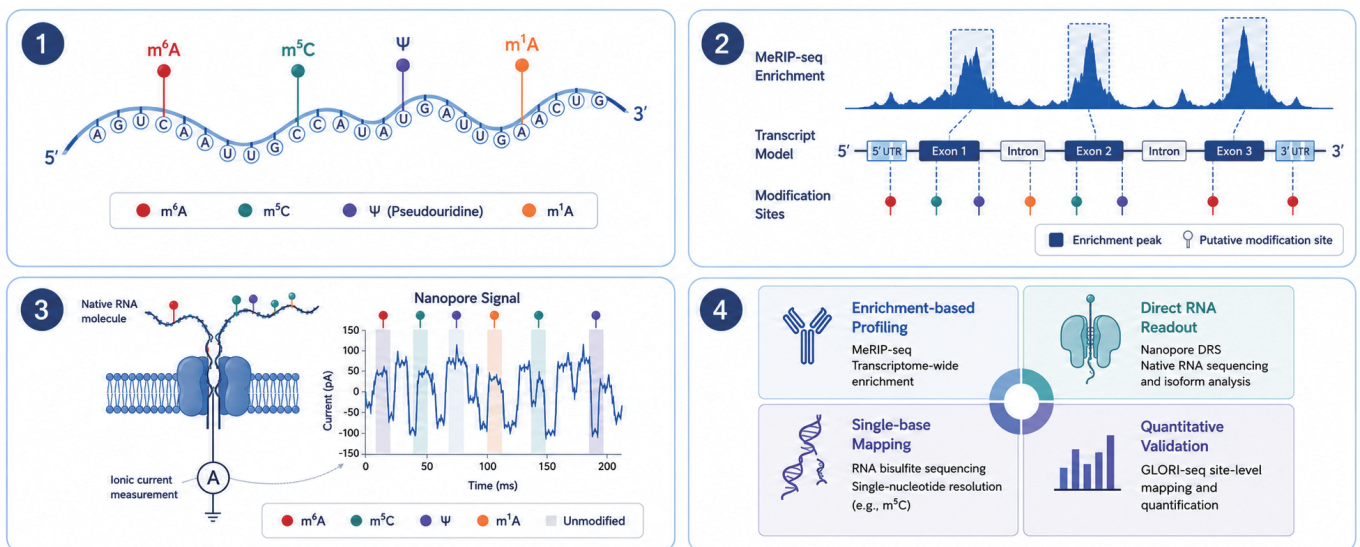 1
m⁶A
m⁵C
Ψ
m¹A
5′
A G U C A A U U G C C A U A U G A U U G A A C U G
3′
m⁶A
m⁵C
Ψ (Pseudouridine)
m¹A
2
MeRIP-seq
Enrichment
Transcript
Model
5′
5′ UTR
Exon 1
Intron
Exon 2
Intron
Exon 3
3′ UTR
3′
Modification
Sites
Enrichment peak
Putative modification site
3
Native RNA
molecule
Ionic current
measurement
A
Nanopore Signal
Current (pA)
150
100
50
0
-50
-100
-150
0
50
100
150
200
Time (ms)
m⁶A
m⁵C
Ψ
m¹A
Unmodified
4
Enrichment-based
Profiling
MeRIP-seq
Transcriptome-wide
enrichment
Direct RNA
Readout
Nanopore DRS
Native RNA sequencing
and isoform analysis
Single-base
Mapping
RNA bisulfite sequencing
Single-nucleotide resolution
(e.g., m⁵C)
Quantitative
Validation
GLORI-seq site-level
mapping and
quantification